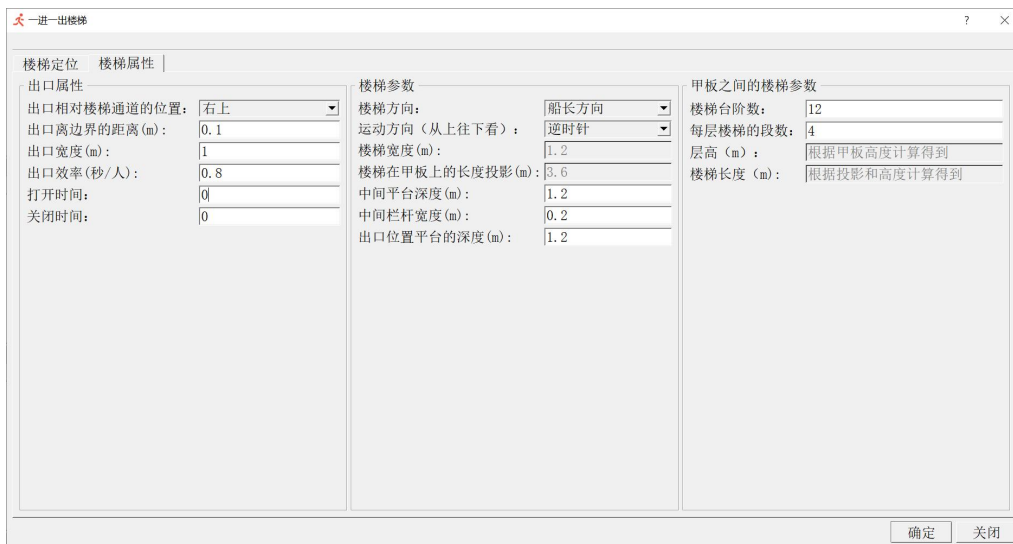 一进一出楼梯
? ×
楼梯定位 楼梯属性
出口属性
出口相对楼梯通道的位置: 右上
出口离边界的距离(m): 0.1
出口宽度(m): 1
出口效率(秒/人): 0.8
打开时间: 0
关闭时间: 0
楼梯参数
楼梯方向: 船长方向
运动方向（从上往下看）: 逆时针
楼梯宽度(m): 1.2
楼梯在甲板上的长度投影(m): 3.6
中间平台深度(m): 1.2
中间栏杆宽度(m): 0.2
出口位置平台的深度(m): 1.2
甲板之间的楼梯参数
楼梯台阶数: 12
每层楼梯的段数: 4
层高（m）: 根据甲板高度计算得到
楼梯长度（m）: 根据投影和高度计算得到
确定 关闭